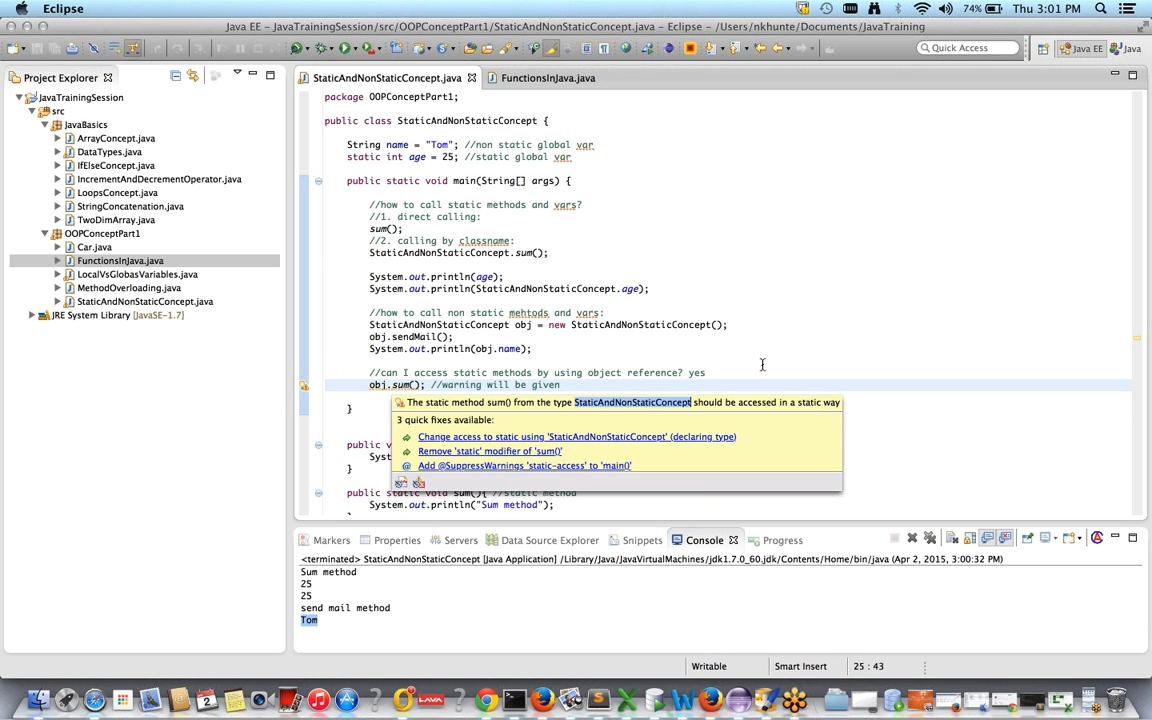 Eclipse
74%
Thu 3:01 PM
Java EE - JavaTrainingSession/src/OOPConceptPart1/StaticAndNonStaticConcept.java - Eclipse - /Users/nkhunte/Documents/JavaTraining
Quick Access
Java EE
Java
Project Explorer
JavaTrainingSession
src
JavaBasics
ArrayConcept.java
DataTypes.java
IfElseConcept.java
IncrementAndDecrementOperator.java
LoopsConcept.java
StringConcatenation.java
TwoDimArray.java
OOPConceptPart1
Car.java
FunctionsInJava.java
LocalVsGlobasVariables.java
MethodOverloading.java
StaticAndNonStaticConcept.java
JRE System Library [JavaSE-1.7]
StaticAndNonStaticConcept.java
FunctionsInJava.java
package OOPConceptPart1;
public class StaticAndNonStaticConcept {
String name = "Tom"; //non static global var
static int age = 25; //static global var
public static void main(String[] args) {
//how to call static methods and vars?
//1. direct calling:
sum();
//2. calling by classname:
StaticAndNonStaticConcept.sum();
System.out.println(age);
System.out.println(StaticAndNonStaticConcept.age);
//how to call non static mehtods and vars:
StaticAndNonStaticConcept obj = new StaticAndNonStaticConcept();
obj.sendMail();
System.out.println(obj.name);
//can I access static methods by using object reference? yes
obj.sum(); //warning will be given
}
The static method sum() from the type StaticAndNonStaticConcept should be accessed in a static way
3 quick fixes available:
Change access to static using 'StaticAndNonStaticConcept' (declaring type)
Remove 'static' modifier of 'sum()'
Add @SuppressWarnings 'static-access' to 'main()'
public v
Syst
}
public static void sum(){ //static method
System.out.println("Sum method");
Markers
Properties
Servers
Data Source Explorer
Snippets
Console
Progress
<terminated> StaticAndNonStaticConcept [Java Application] /Library/Java/JavaVirtualMachines/jdk1.7.0_60.jdk/Contents/Home/bin/java (Apr 2, 2015, 3:00:32 PM)
Sum method
25
25
send mail method
Tom
Writable
Smart Insert
25 : 43
2
LAVA